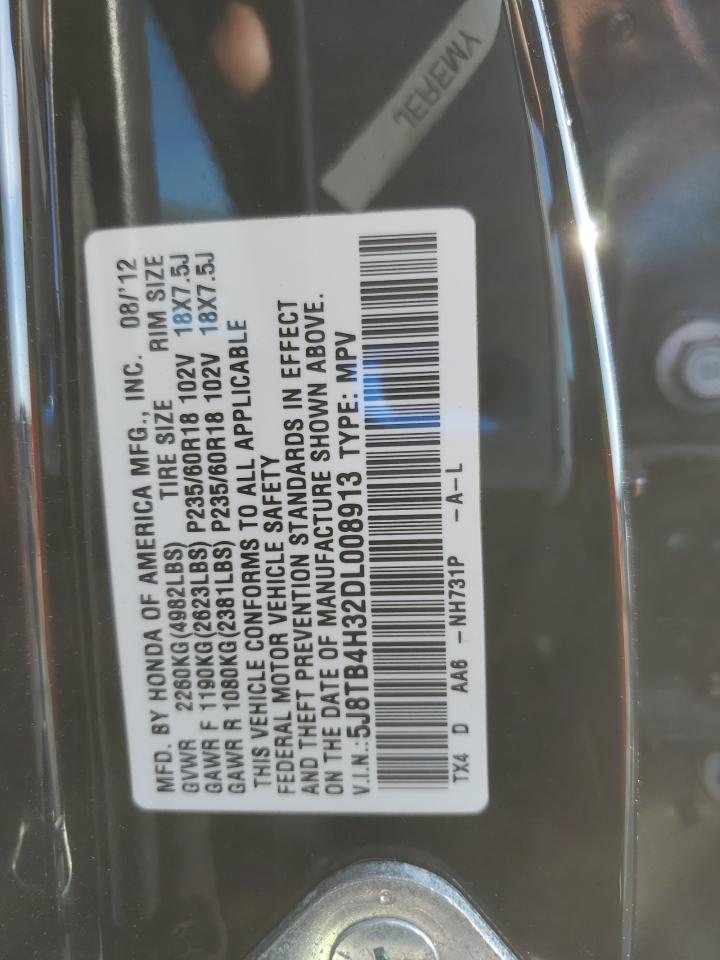 JEREMY
MFD. BY HONDA OF AMERICA MFG., INC. 08/'12
GVWR 2260KG(4982LBS) TIRE SIZE RIM SIZE
GAWR F 1190KG(2623LBS) P235/60R18 102V 18X7.5J
GAWR R 1080KG(2381LBS) P235/60R18 102V 18X7.5J
THIS VEHICLE CONFORMS TO ALL APPLICABLE
FEDERAL MOTOR VEHICLE SAFETY
AND THEFT PREVENTION STANDARDS IN EFFECT
ON THE DATE OF MANUFACTURE SHOWN ABOVE.
V.I.N.:5J8TB4H32DL008913 TYPE: MPV
TX4 D AA6 -NH731P -A-L